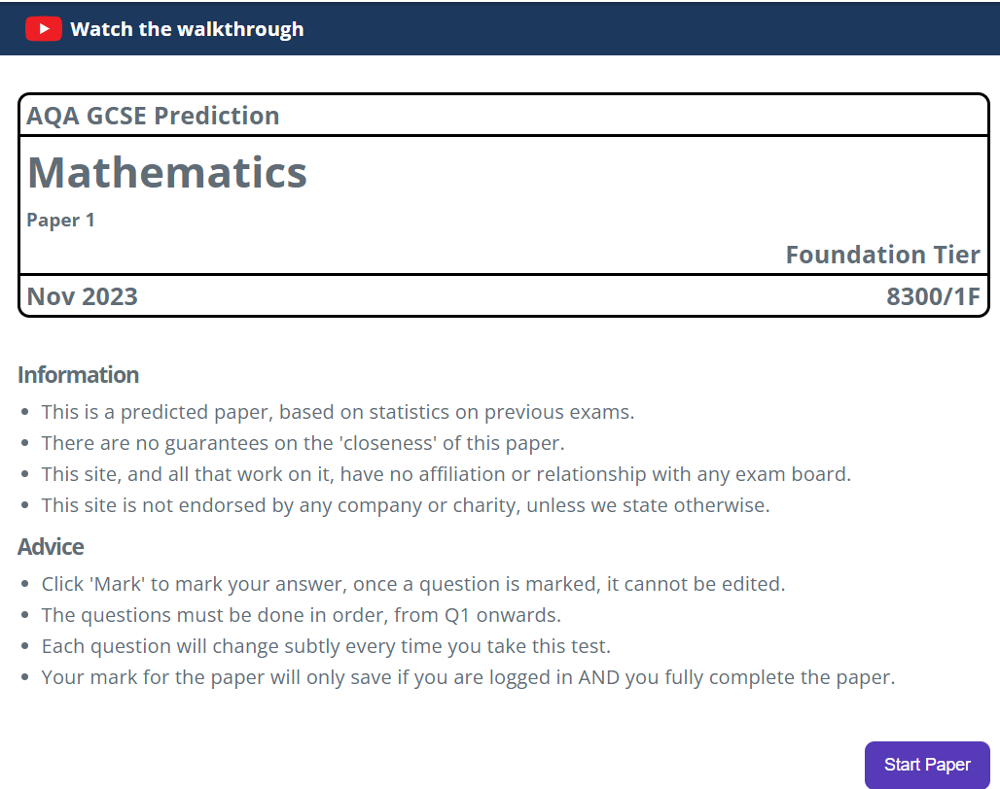 Watch the walkthrough
AQA GCSE Prediction
Mathematics
Paper 1
Foundation Tier
Nov 2023 8300/1F
Information
This is a predicted paper, based on statistics on previous exams.
There are no guarantees on the 'closeness' of this paper.
This site, and all that work on it, have no affiliation or relationship with any exam board.
This site is not endorsed by any company or charity, unless we state otherwise.
Advice
Click 'Mark' to mark your answer, once a question is marked, it cannot be edited.
The questions must be done in order, from Q1 onwards.
Each question will change subtly every time you take this test.
Your mark for the paper will only save if you are logged in AND you fully complete the paper.
Start Paper